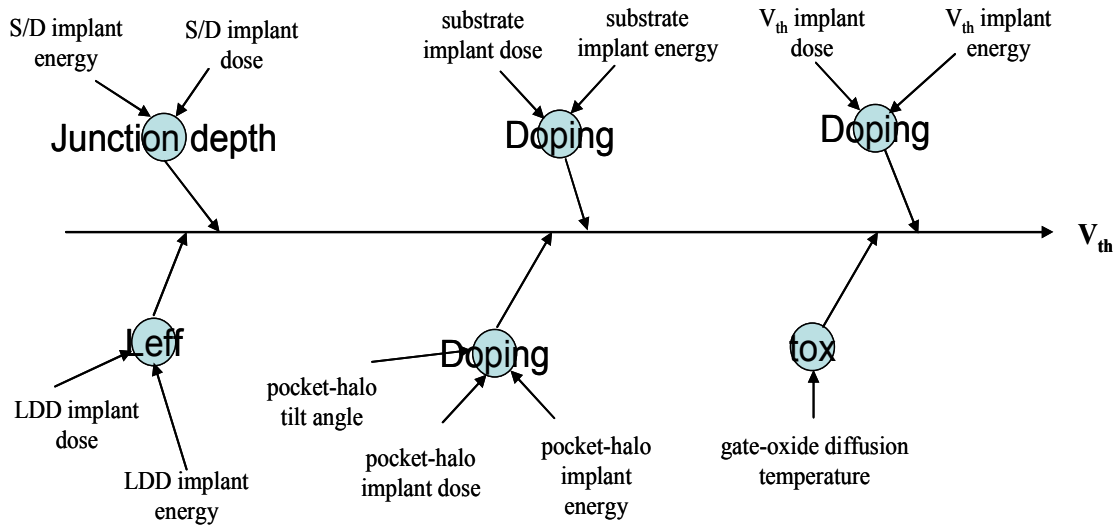 S/D implant
energy
S/D implant
dose
substrate
implant dose
substrate
implant energy
Vth implant
dose
Vth implant
energy
Junction depth
Doping
Doping
Vth
Leff
Doping
tox
LDD implant
dose
LDD implant
energy
pocket-halo
tilt angle
pocket-halo
implant dose
pocket-halo
implant
energy
gate-oxide diffusion
temperature